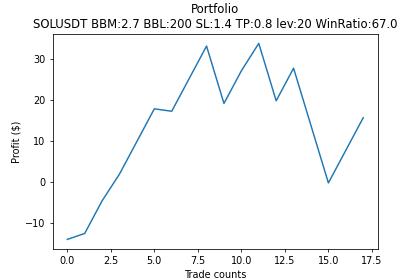 Portfolio
SOLUSDT BBM:2.7 BBL:200 SL:1.4 TP:0.8 lev:20 WinRatio:67.0
30
20
10
0
−10
Profit ($)
0.0 2.5 5.0 7.5 10.0 12.5 15.0 17.5
Trade counts